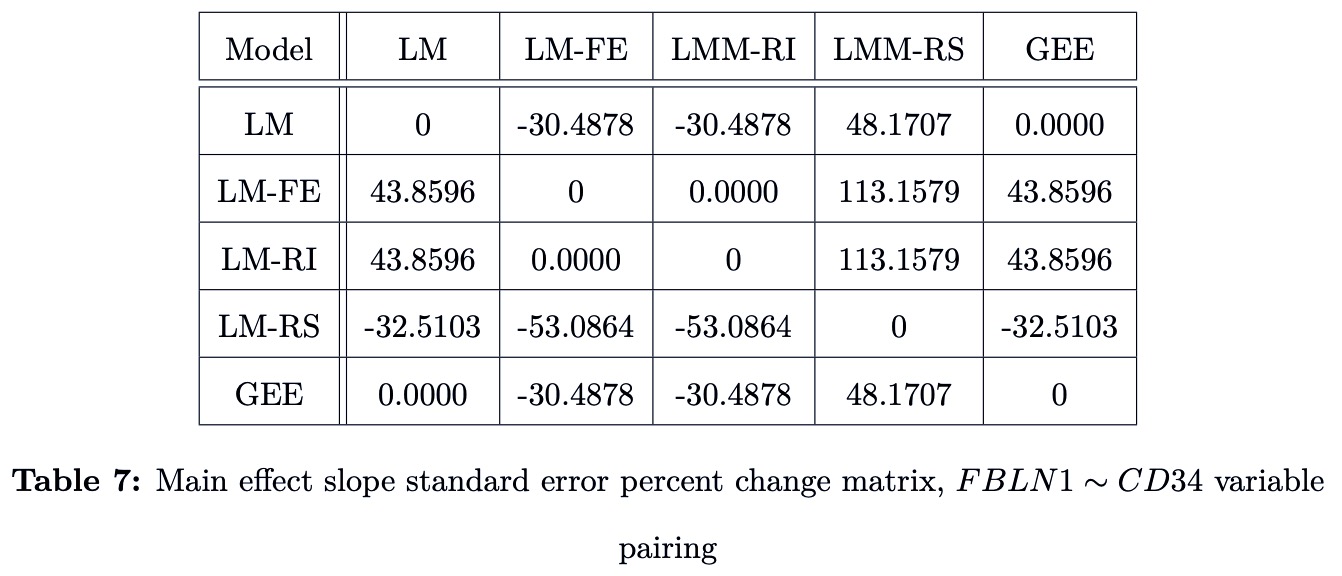 Model LM LM-FE LMM-RI LMM-RS GEE
LM 0 -30.4878 -30.4878 48.1707 0.0000
LM-FE 43.8596 0 0.0000 113.1579 43.8596
LM-RI 43.8596 0.0000 0 113.1579 43.8596
LM-RS -32.5103 -53.0864 -53.0864 0 -32.5103
GEE 0.0000 -30.4878 -30.4878 48.1707 0
Table 7: Main effect slope standard error percent change matrix, FBLN1 ∼ CD34 variable
pairing